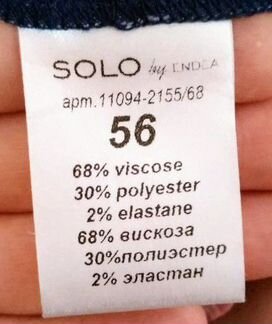 SOLO by ENDEA
арт.11094-2155/68
56
68% viscose
30% polyester
2% elastane
68% вискоза
30%полиэстер
2% эластан